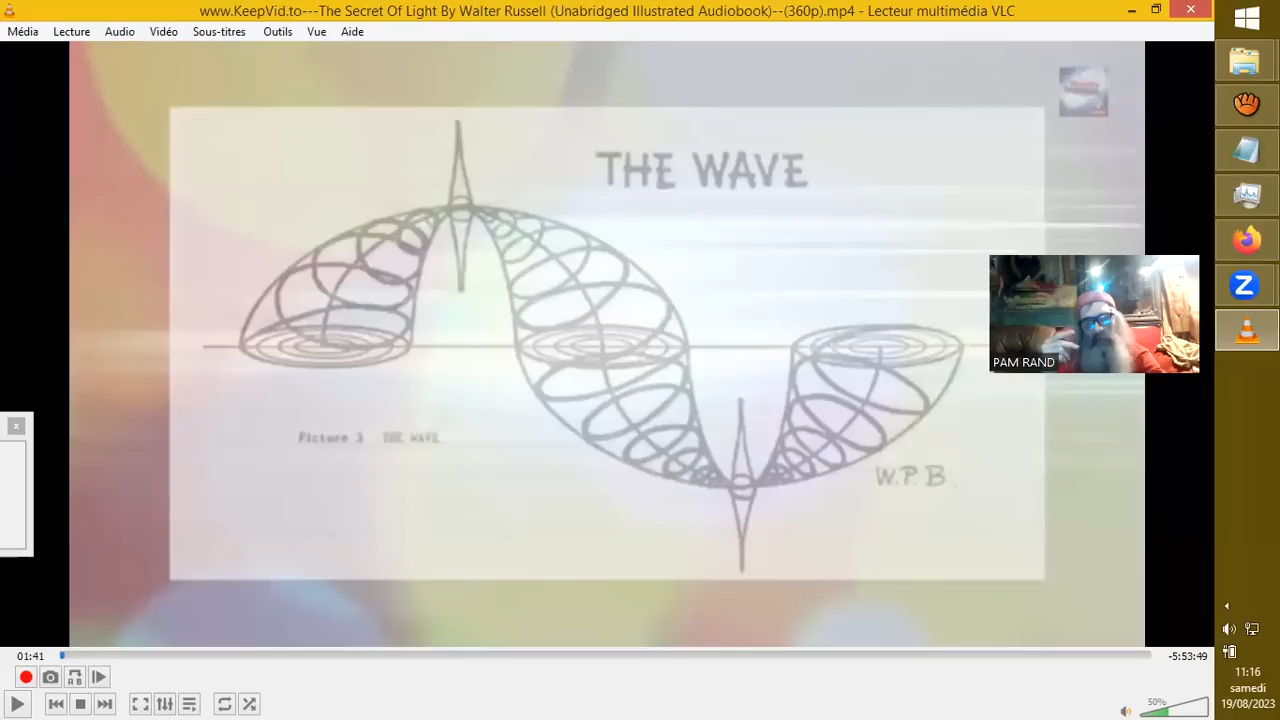 www.KeepVid.to---The Secret Of Light By Walter Russell (Unabridged Illustrated Audiobook)--(360p).mp4 - Lecteur multimédia VLC
Média Lecture Audio Vidéo Sous-titres Outils Vue Aide
THE WAVE
PAM RAND
Picture 3 THE WAVE
W.P.B.
x
01:41
-5:53:49
A B
50%
Z
11:16
samedi
19/08/2023